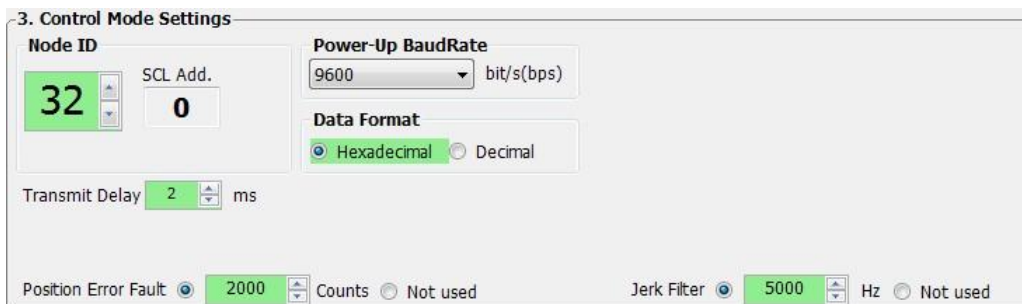 3. Control Mode Settings
Node ID
32
SCL Add.
0
Power-Up BaudRate
9600 bit/s(bps)
Data Format
Hexadecimal Decimal
Transmit Delay 2 ms
Position Error Fault 2000 Counts Not used Jerk Filter 5000 Hz Not used